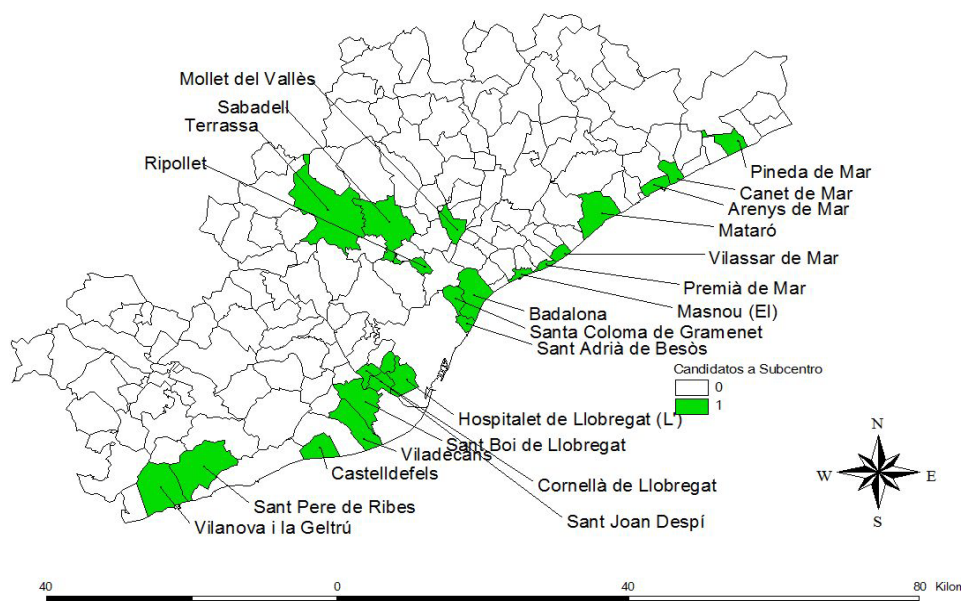 Mollet del Vallès
Sabadell
Terrassa
Ripollet
Pineda de Mar
Canet de Mar
Arenys de Mar
Mataró
Vilassar de Mar
Premià de Mar
Masnou (El)
Badalona
Santa Coloma de Gramenet
Sant Adrià de Besòs
Candidatos a Subcentro
0
1
Hospitalet de Llobregat (L')
Sant Boi de Llobregat
Viladecans
Castelldefels
Cornellà de Llobregat
Sant Pere de Ribes
Sant Joan Despí
Vilanova i la Geltrú
N
W E
S
40 0 40 80 Kilom